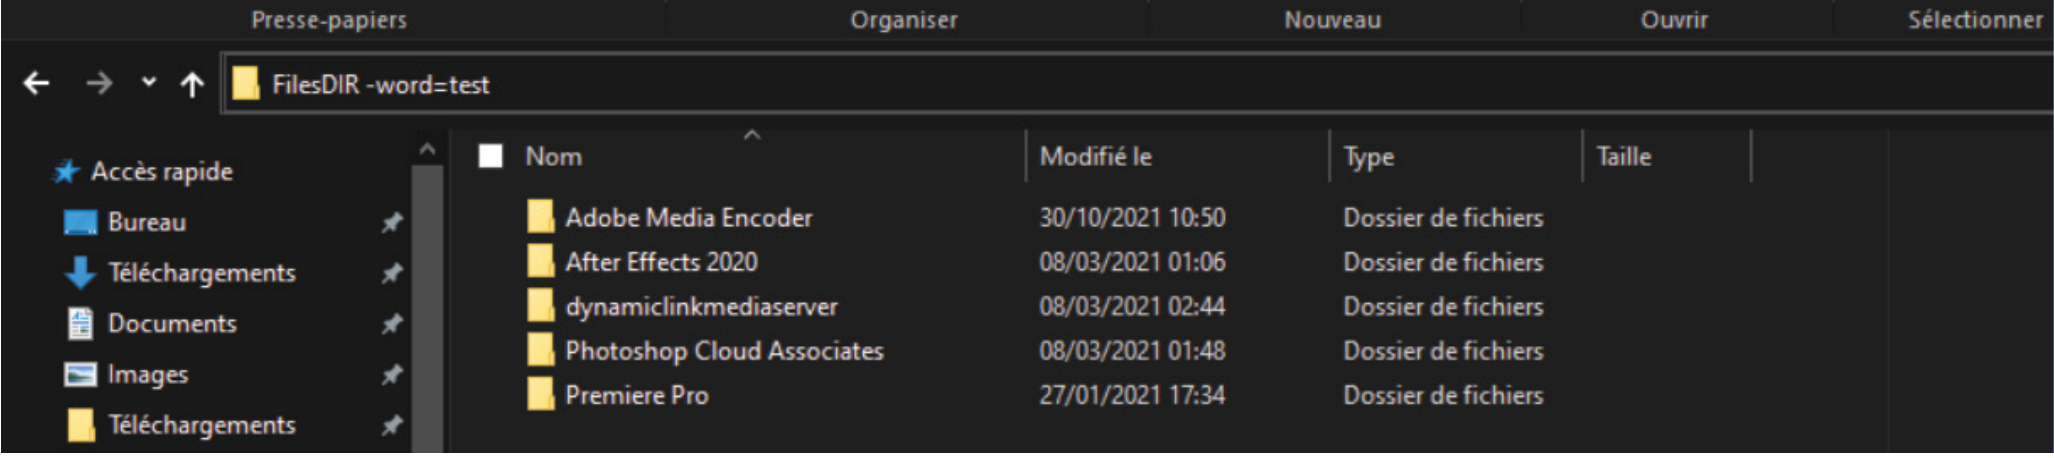 Presse-papiers Organiser Nouveau Ouvrir Sélectionner
FilesDIR -word=test
Nom Modifié le Type Taille
Accès rapide
Bureau
Téléchargements
Documents
Images
Téléchargements
Adobe Media Encoder 30/10/2021 10:50 Dossier de fichiers
After Effects 2020 08/03/2021 01:06 Dossier de fichiers
dynamiclinkmediaserver 08/03/2021 02:44 Dossier de fichiers
Photoshop Cloud Associates 08/03/2021 01:48 Dossier de fichiers
Premiere Pro 27/01/2021 17:34 Dossier de fichiers